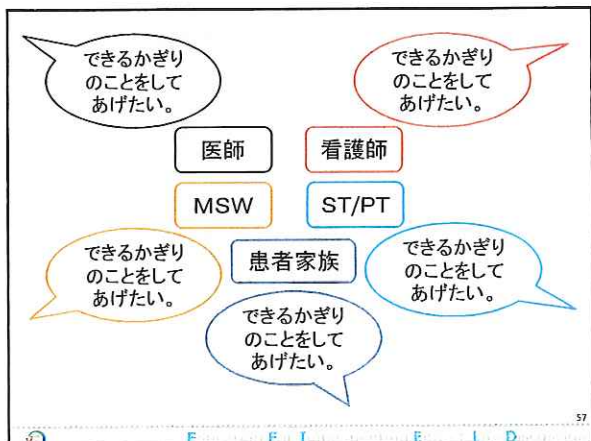 できるかぎり
のことをして
あげたい。
できるかぎり
のことをして
あげたい。
医師
看護師
MSW
ST/PT
できるかぎり
のことをして
あげたい。
患者家族
できるかぎり
のことをして
あげたい。
できるかぎり
のことをして
あげたい。
57